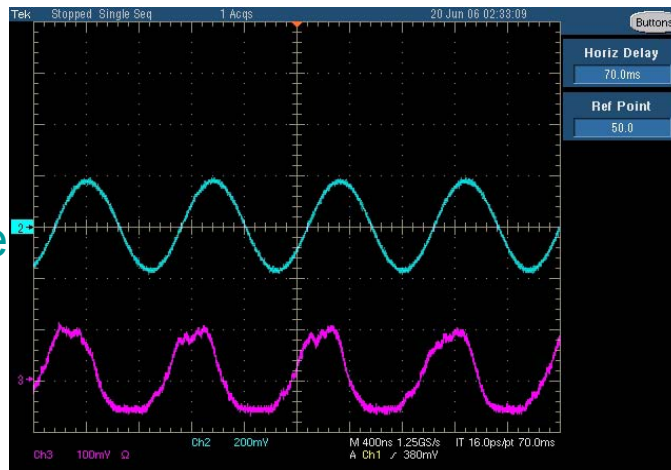 Tek Stopped Single Seq 1 Acqs 20 Jun 06 02:33:09
Buttons
Horiz Delay
70.0ms
Ref Point
50.0
2
e
3
Ch2 200mV M 400ns 1.25GS/s IT 16.0ps/pt 70.0ms
Ch3 100mV Ω A Ch1 ∕ 380mV